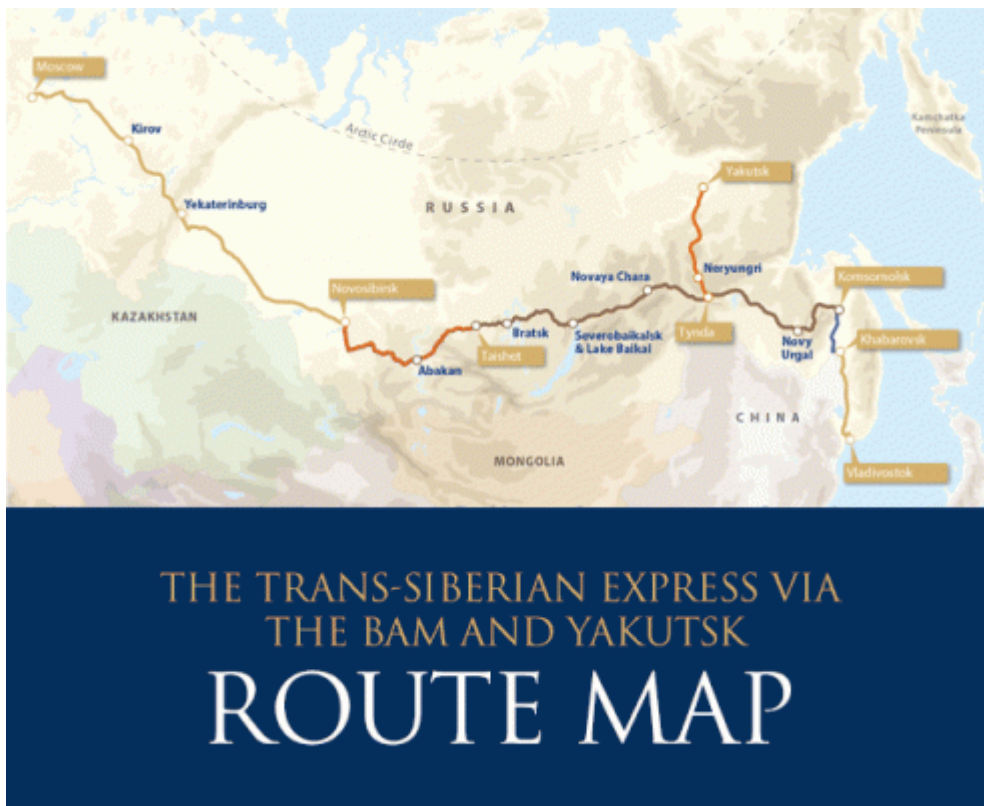 Moscow
Kirov
Arctic Circle
Kamchatka
Peninsula
Yakutsk
Yekaterinburg
RUSSIA
Neryungri
Novaya Chara
Komsomolsk
Novosibirsk
KAZAKHSTAN
Bratsk
Severobaikalsk
& Lake Baikal
Tynda
Novy
Urgal
Khabarovsk
Taishet
Abakan
CHINA
MONGOLIA
Vladivostok
THE TRANS-SIBERIAN EXPRESS VIA
THE BAM AND YAKUTSK
ROUTE MAP